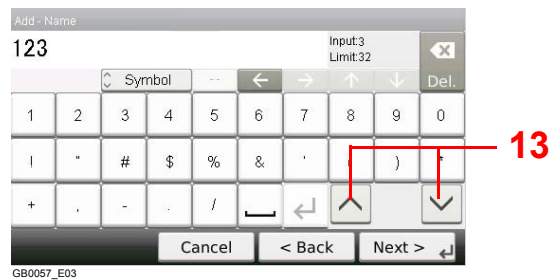 Add - Name
123
Input:3
Limit:32
Symbol -- ← → ↑ ↓ Del.
1 2 3 4 5 6 7 8 9 0
! " # $ % & ' )
+ , - . /
Cancel < Back Next >
13
GB0057_E03